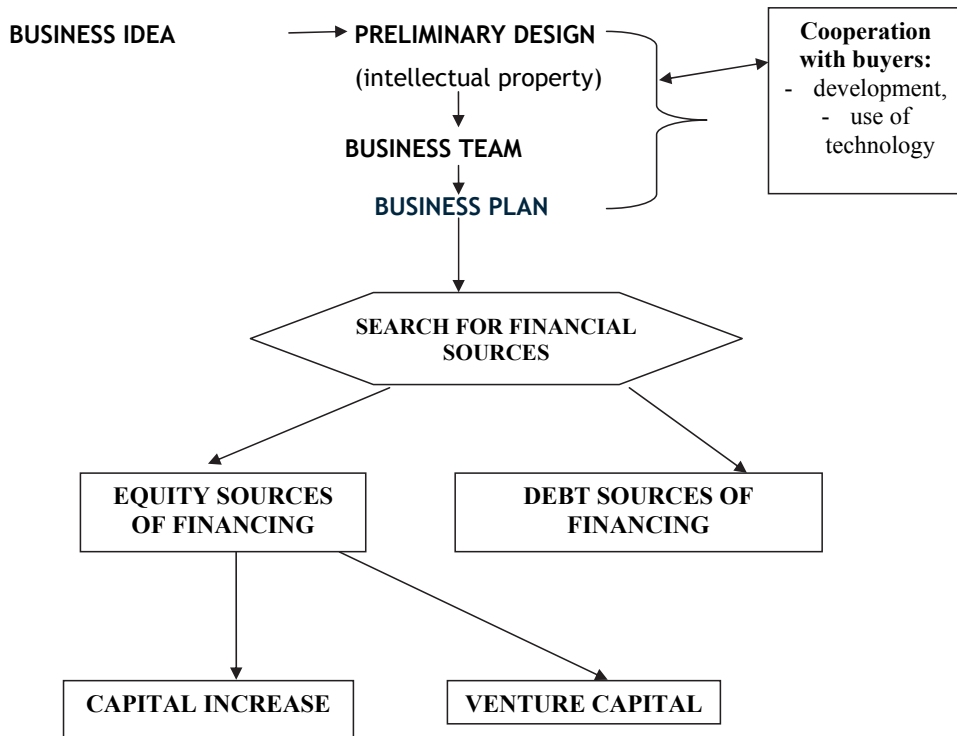 BUSINESS IDEA
PRELIMINARY DESIGN
(intellectual property)
BUSINESS TEAM
BUSINESS PLAN
Cooperation
with buyers:
- development,
- use of
technology
SEARCH FOR FINANCIAL
SOURCES
EQUITY SOURCES
OF FINANCING
DEBT SOURCES OF
FINANCING
CAPITAL INCREASE
VENTURE CAPITAL